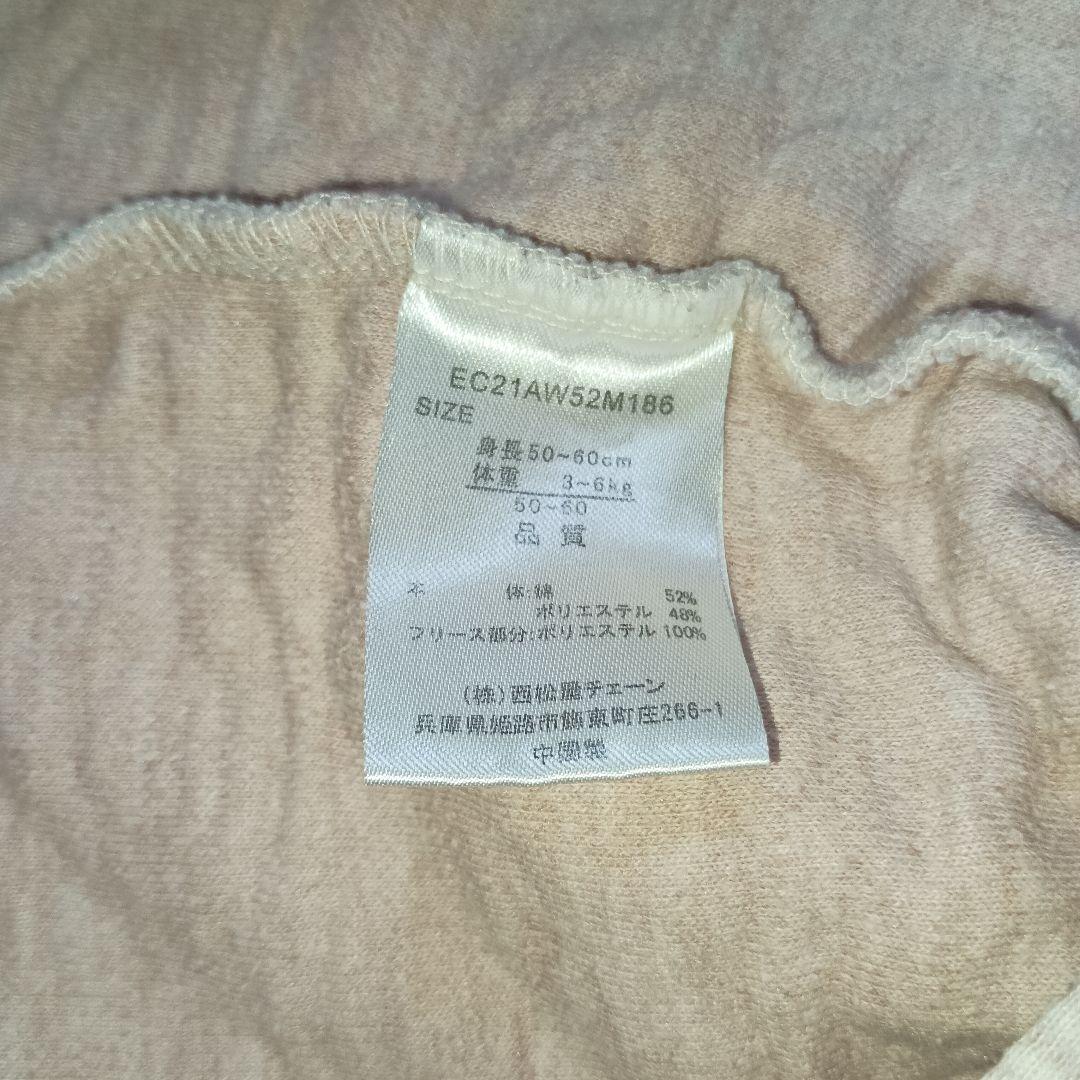 EC21AW52M186
SIZE
身長50~60cm
体重 3~6kg
50~60
品質
本 体:綿 52%
ポリエステル 48%
フリース部分:ポリエステル 100%
(株)西松屋チェーン
兵庫県姫路市飾東町庄266-1
中国製